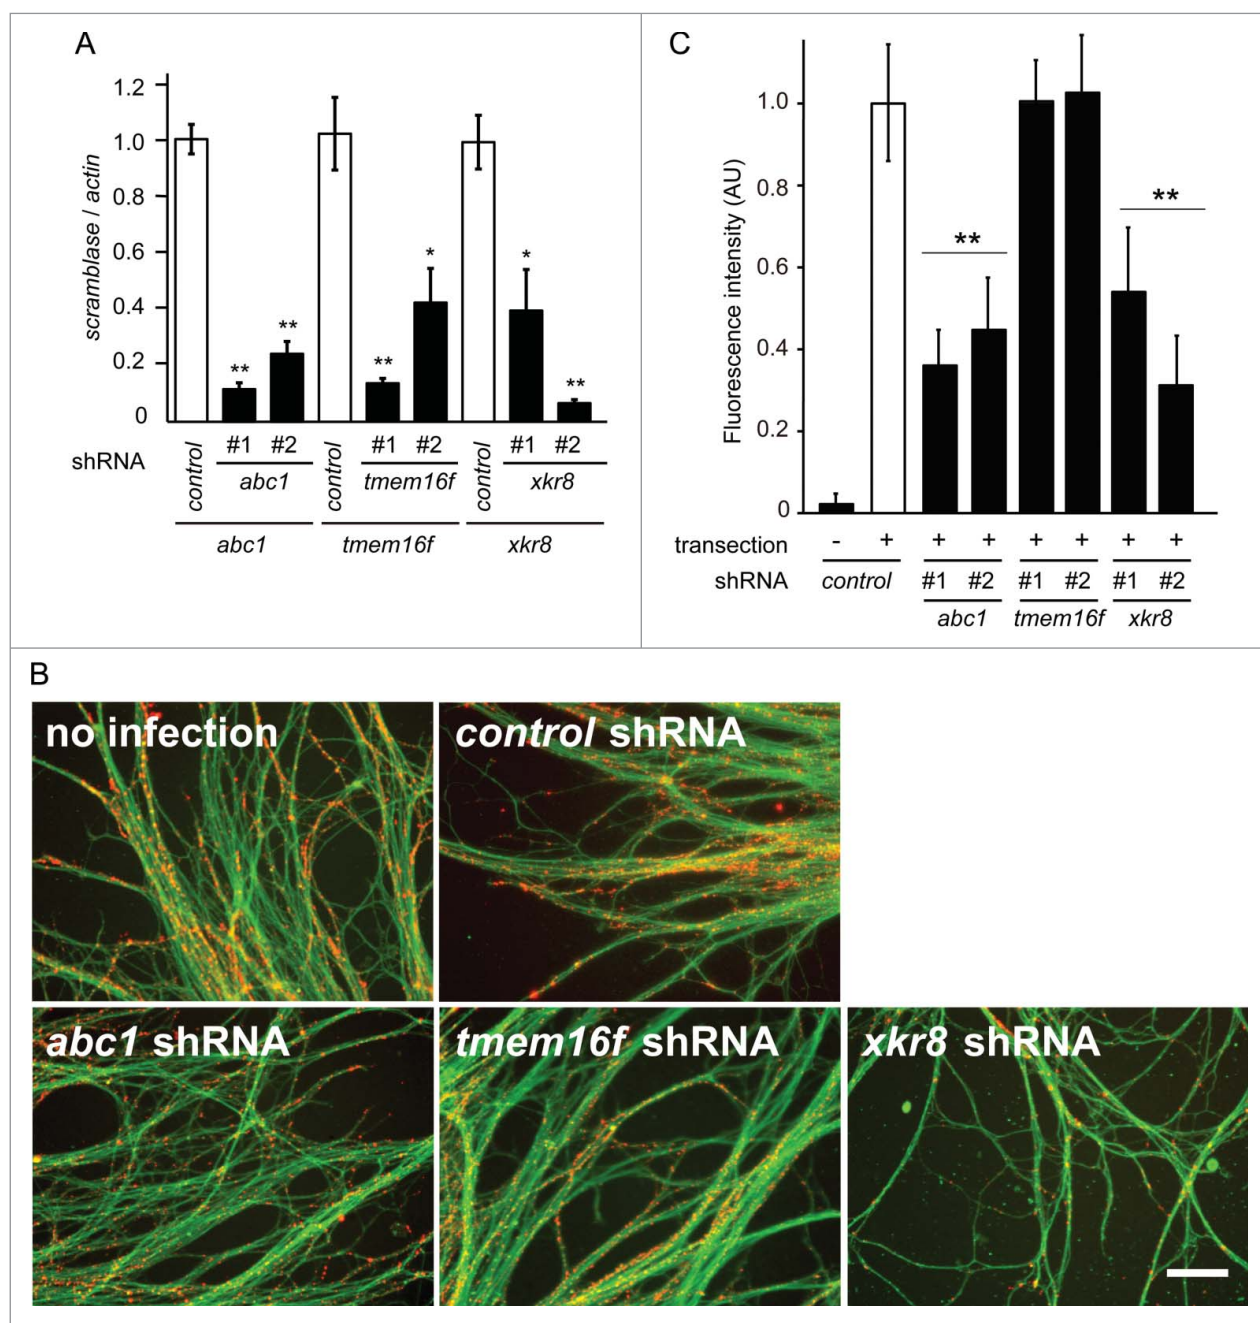 A
scramblase / actin
1.2
1.0
0.8
0.6
0.4
0.2
0
**
**
**
*
*
**
shRNA
control
#1 #2
abc1
control
#1 #2
tmem16f
control
#1 #2
xkr8
abc1
tmem16f
xkr8
C
Fluorescence intensity (AU)
1.0
0.8
0.6
0.4
0.2
0
**
**
transection - + + + + + + +
shRNA control #1 #2 #1 #2 #1 #2
abc1 tmem16f xkr8
B
no infection
control shRNA
abc1 shRNA
tmem16f shRNA
xkr8 shRNA